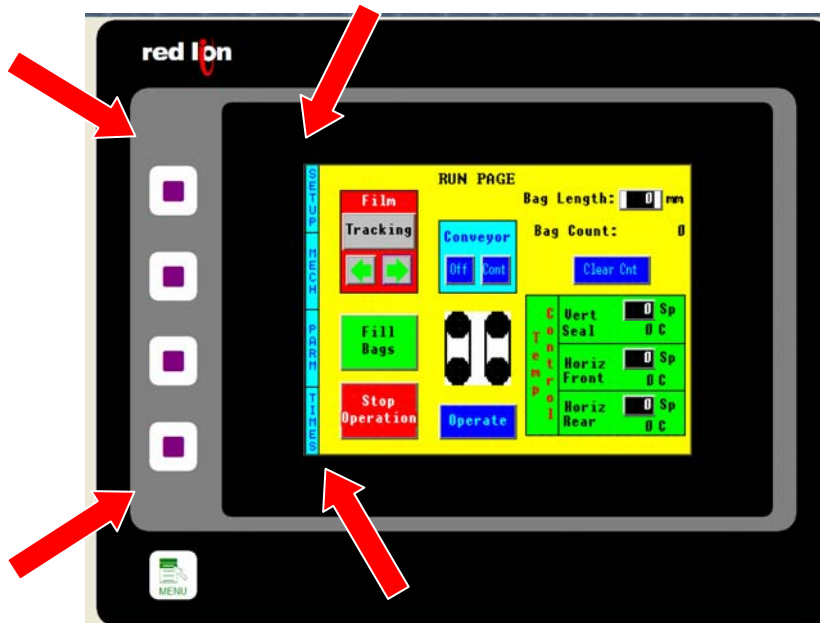 red lion
SETUP
MECH
PARM
TIMES
RUN PAGE
Film
Tracking
Conveyor
Off Cont
Bag Length: 0 mm
Bag Count: 0
Clear Cnt
Fill
Bags
Stop
Operation
Operate
Temp
Control
Vert 0 Sp
Seal 0 C
Horiz 0 Sp
Front 0 C
Horiz 0 Sp
Rear 0 C
MENU